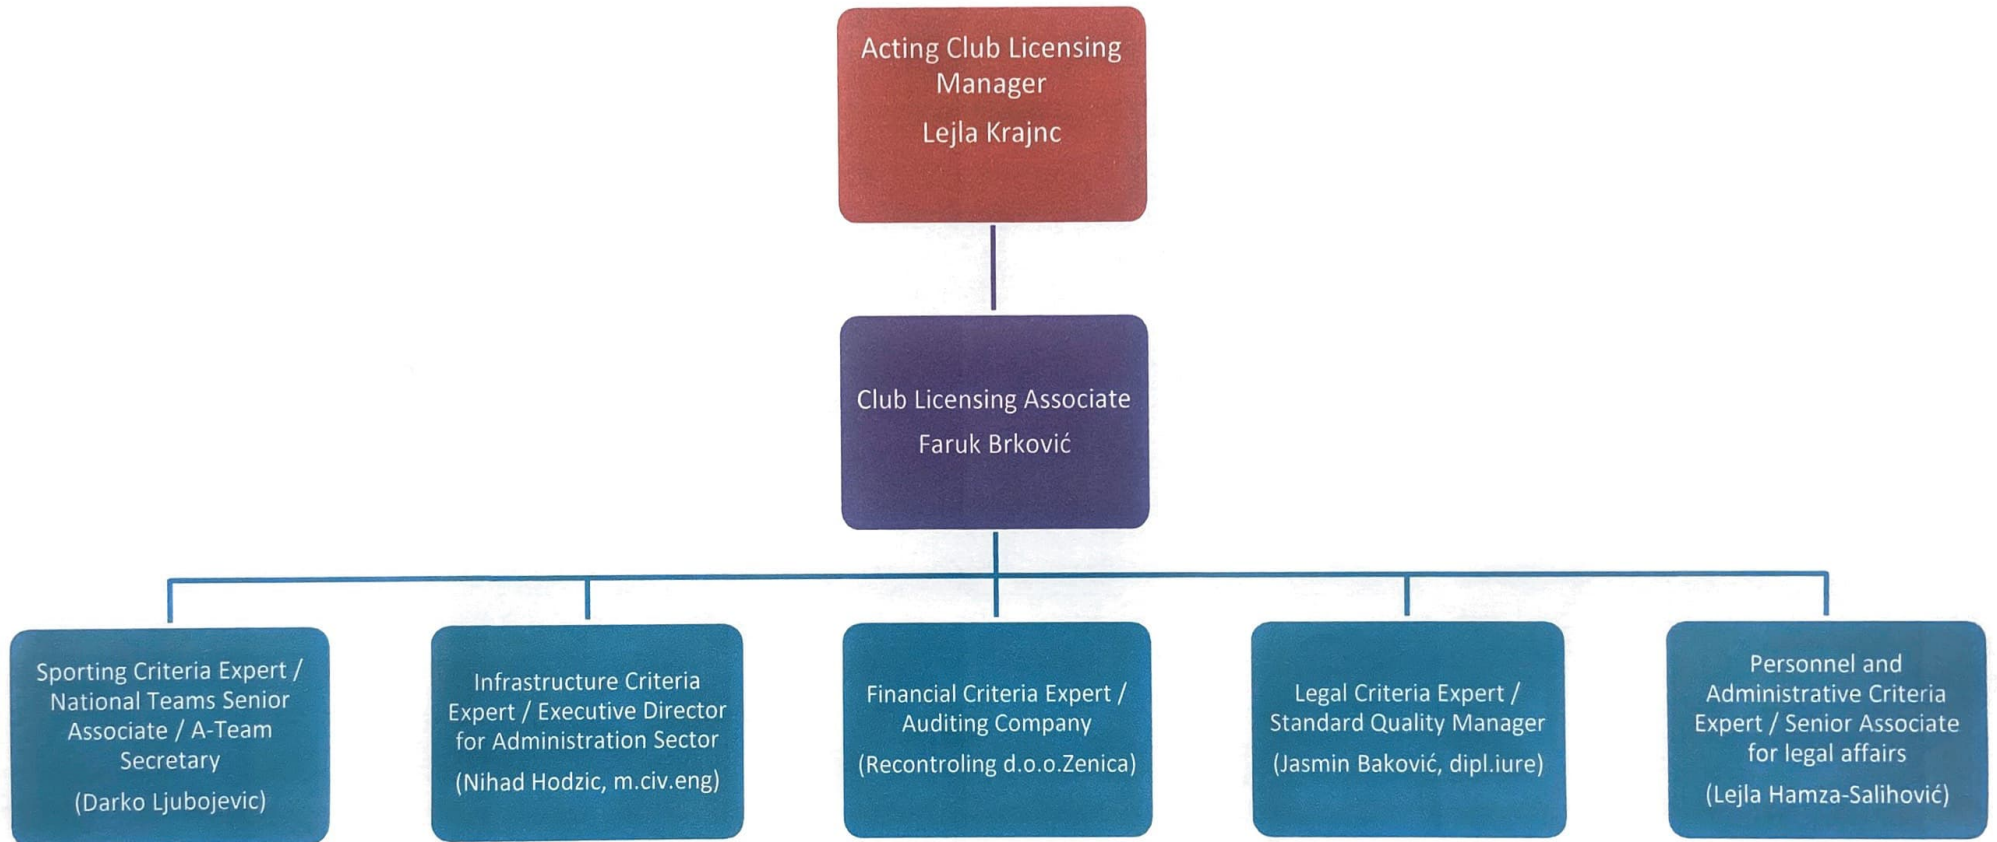 Acting Club Licensing
Manager
Lejla Krajnc
Club Licensing Associate
Faruk Brković
Sporting Criteria Expert /
National Teams Senior
Associate / A-Team
Secretary
(Darko Ljubojevic)
Infrastructure Criteria
Expert / Executive Director
for Administration Sector
(Nihad Hodzic, m.civ.eng)
Financial Criteria Expert /
Auditing Company
(Recontroling d.o.o.Zenica)
Legal Criteria Expert /
Standard Quality Manager
(Jasmin Baković, dipl.iure)
Personnel and
Administrative Criteria
Expert / Senior Associate
for legal affairs
(Lejla Hamza-Salihović)